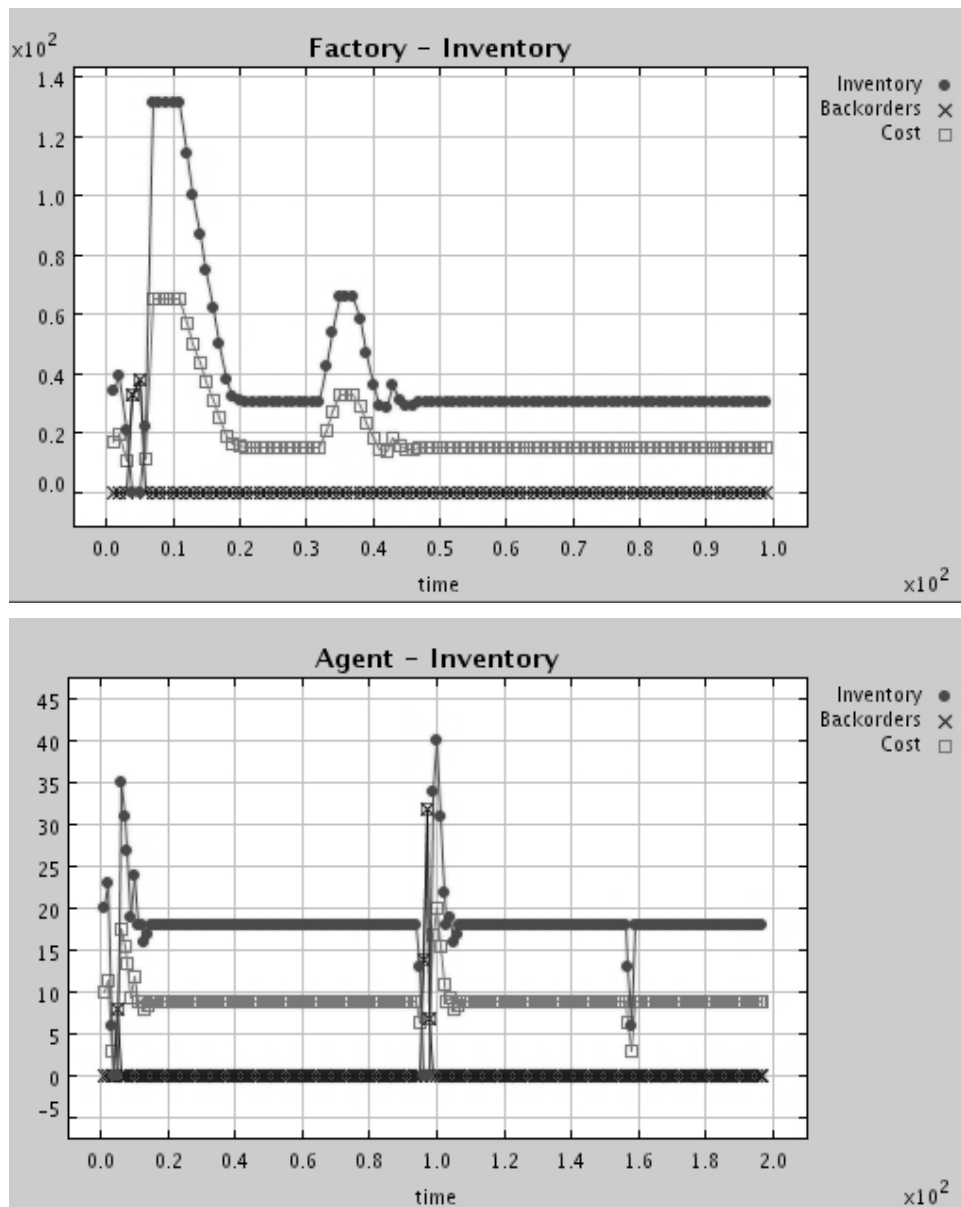 Factory – Inventory
x10²
Inventory
Backorders
Cost
1.4
1.2
1.0
0.8
0.6
0.4
0.2
0.0
0.0 0.1 0.2 0.3 0.4 0.5 0.6 0.7 0.8 0.9 1.0
time
x10²
Agent – Inventory
Inventory
Backorders
Cost
45
40
35
30
25
20
15
10
5
0
-5
0.0 0.2 0.4 0.6 0.8 1.0 1.2 1.4 1.6 1.8 2.0
time
x10²